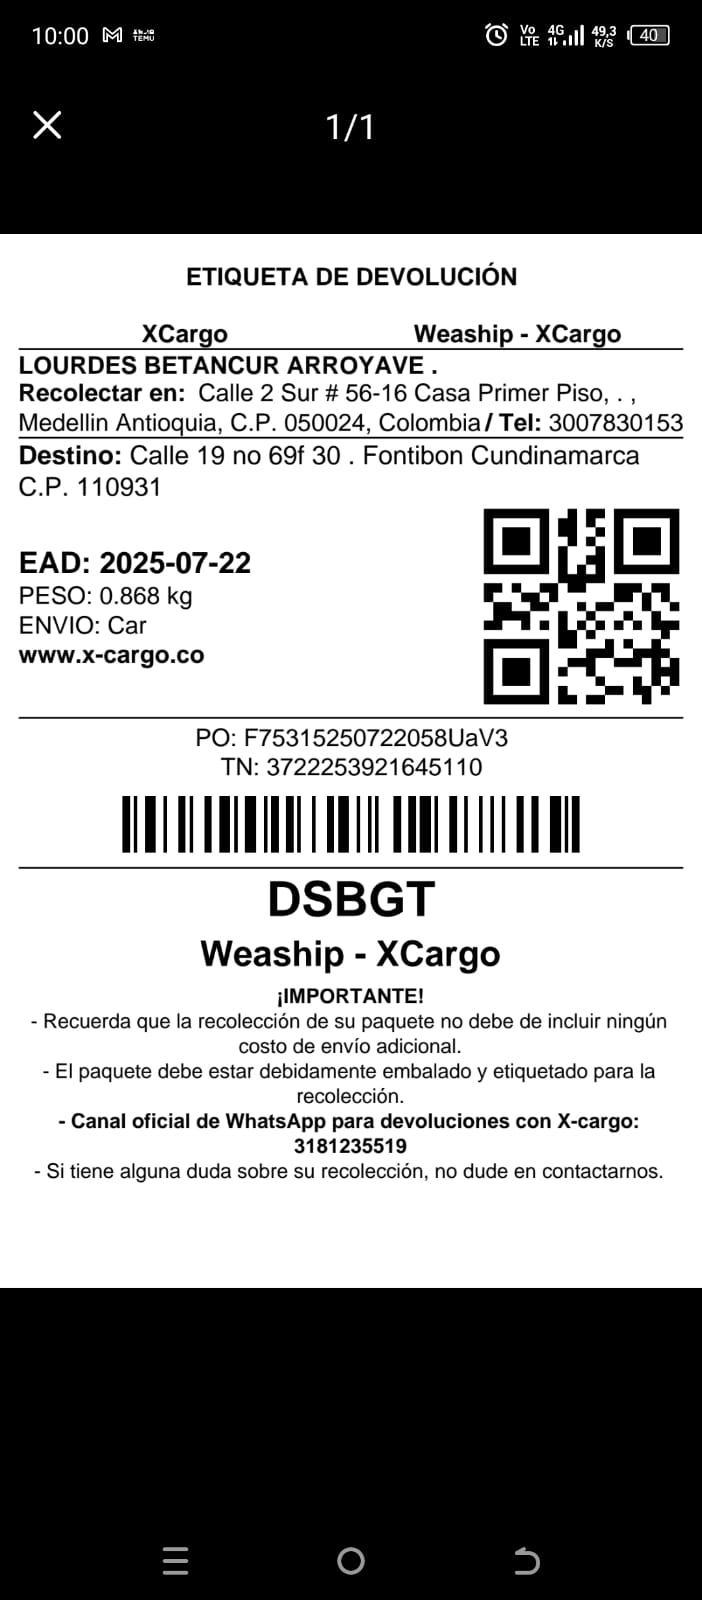 10:00
TEMU
Vo LTE 4G 49,3 K/S 40
1/1
ETIQUETA DE DEVOLUCIÓN
XCargo Weaship - XCargo
LOURDES BETANCUR ARROYAVE .
Recolectar en: Calle 2 Sur # 56-16 Casa Primer Piso, . ,
Medellin Antioquia, C.P. 050024, Colombia / Tel: 3007830153
Destino: Calle 19 no 69f 30 . Fontibon Cundinamarca
C.P. 110931
EAD: 2025-07-22
PESO: 0.868 kg
ENVIO: Car
www.x-cargo.co
PO: F75315250722058UaV3
TN: 3722253921645110
DSBGT
Weaship - XCargo
¡IMPORTANTE!
- Recuerda que la recolección de su paquete no debe de incluir ningún
costo de envío adicional.
- El paquete debe estar debidamente embalado y etiquetado para la
recolección.
- Canal oficial de WhatsApp para devoluciones con X-cargo:
3181235519
- Si tiene alguna duda sobre su recolección, no dude en contactarnos.